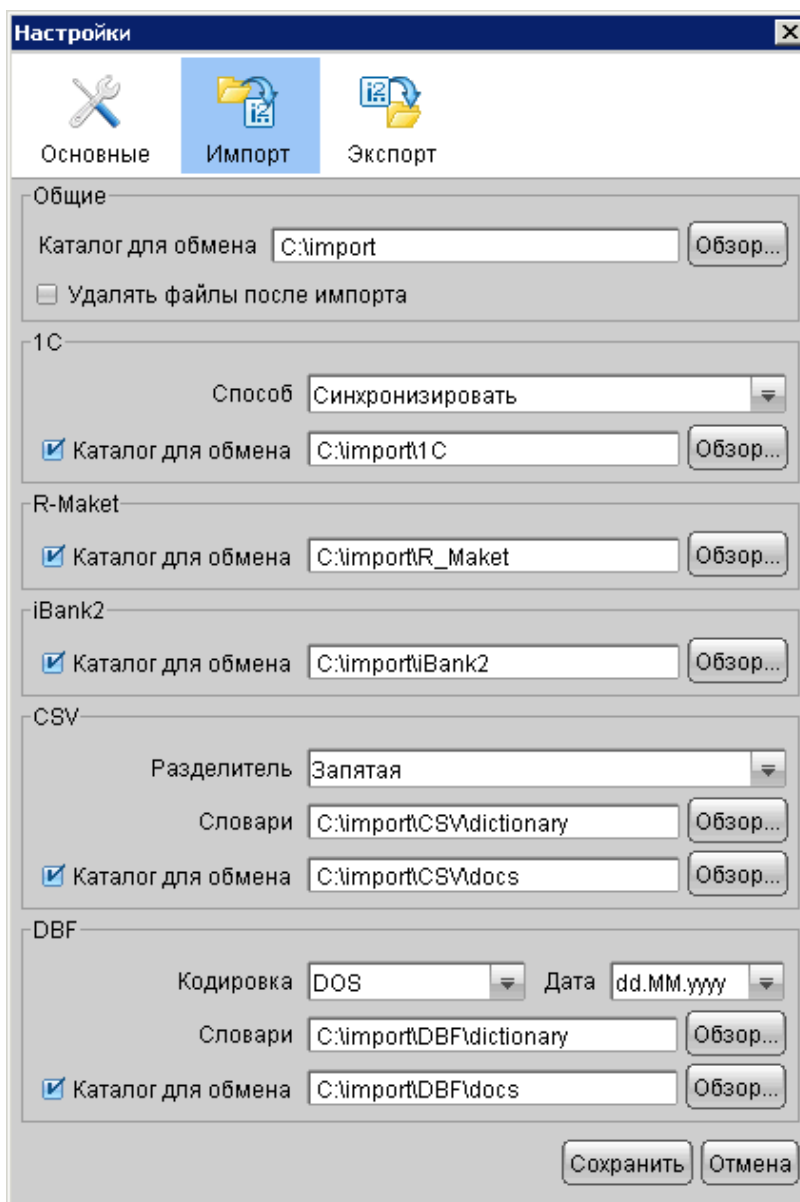 Настройки
Основные Импорт Экспорт
Общие
Каталог для обмена C:\import Обзор...
Удалять файлы после импорта
1C
Способ Синхронизировать
Каталог для обмена C:\import\1C Обзор...
R-Maket
Каталог для обмена C:\import\R_Maket Обзор...
iBank2
Каталог для обмена C:\import\iBank2 Обзор...
CSV
Разделитель Запятая
Словари C:\import\CSV\dictionary Обзор...
Каталог для обмена C:\import\CSV\docs Обзор...
DBF
Кодировка DOS Дата dd.MM.yyyy
Словари C:\import\DBF\dictionary Обзор...
Каталог для обмена C:\import\DBF\docs Обзор...
Сохранить Отмена